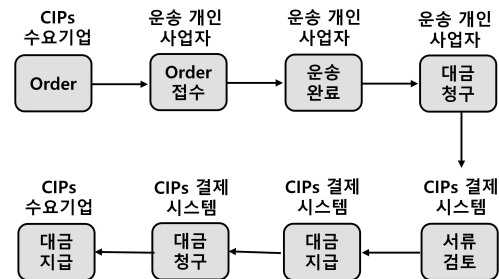 CIPs
수요기업
운송 개인
사업자
운송 개인
사업자
운송 개인
사업자
Order
Order
접수
운송
완료
대금
청구
CIPs
수요기업
CIPs 결제
시스템
CIPs 결제
시스템
CIPs 결제
시스템
대금
지급
대금
청구
대금
지급
서류
검토